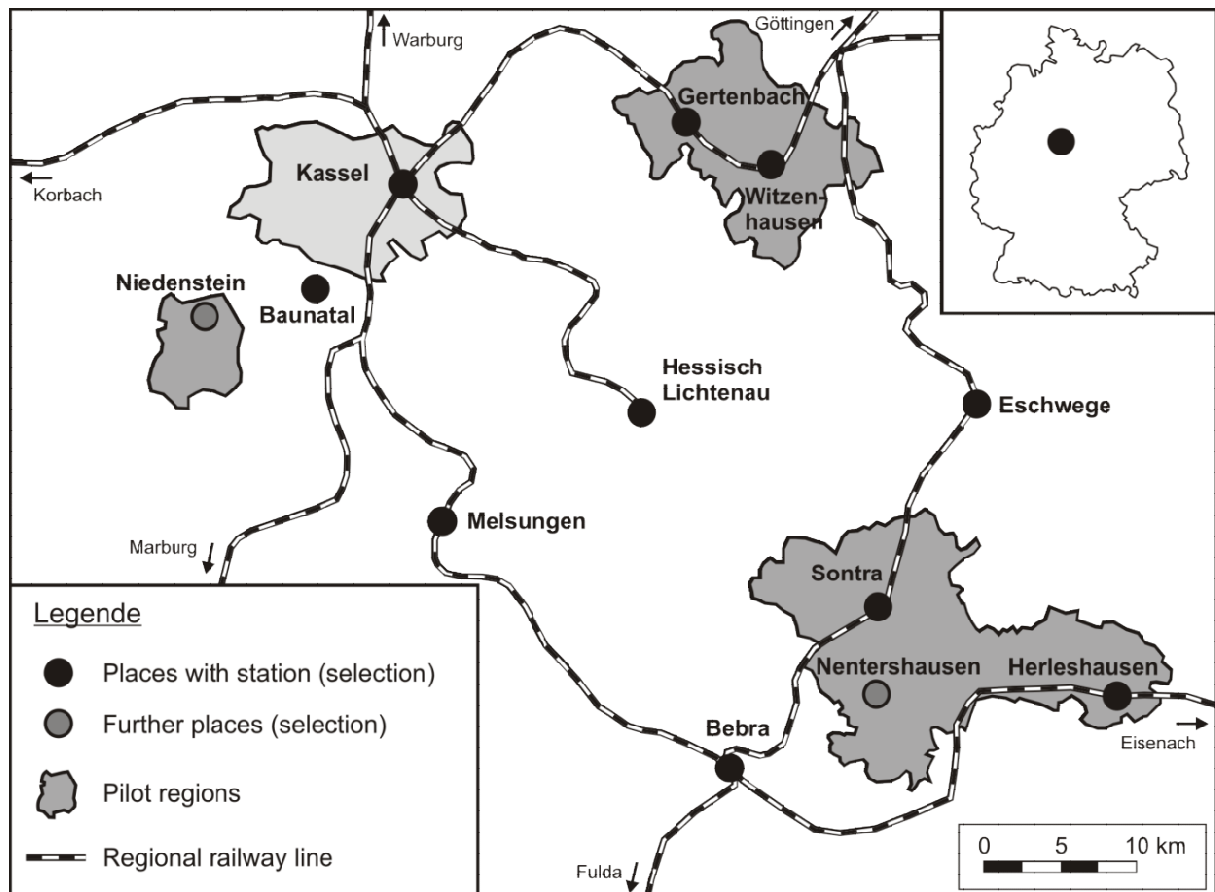 Göttingen
Warburg
Gertenbach
Kassel
Korbach
Witzen-
hausen
Niedenstein
Baunatal
Hessisch
Lichtenau
Eschwege
Melsungen
Marburg
Sontra
Legende
Places with station (selection)
Nentershausen
Herleshausen
Further places (selection)
Bebra
Eisenach
Pilot regions
0 5 10 km
Regional railway line
Fulda